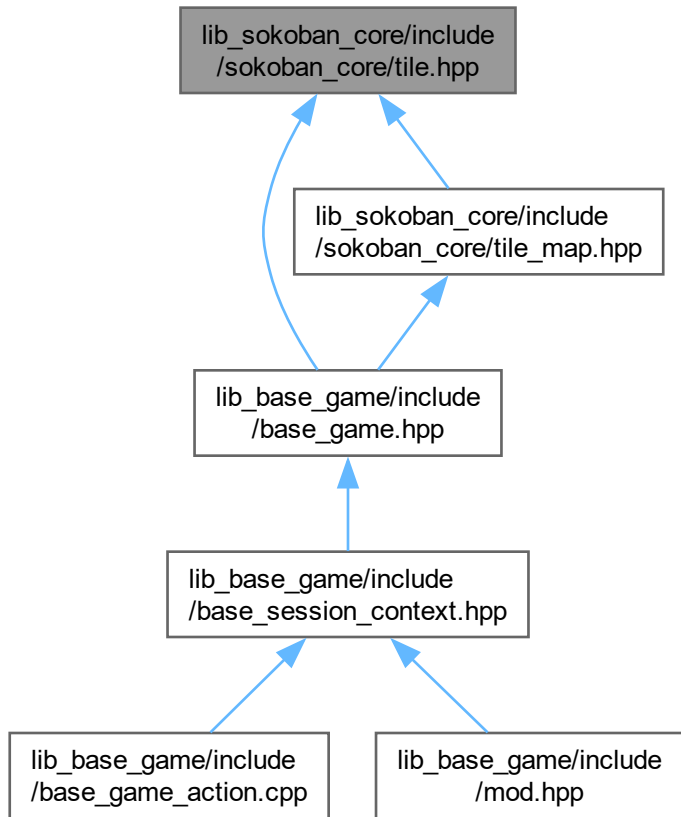 lib_sokoban_core/include
/sokoban_core/tile.hpp
lib_sokoban_core/include
/sokoban_core/tile_map.hpp
lib_base_game/include
/base_game.hpp
lib_base_game/include
/base_session_context.hpp
lib_base_game/include
/base_game_action.cpp
lib_base_game/include
/mod.hpp